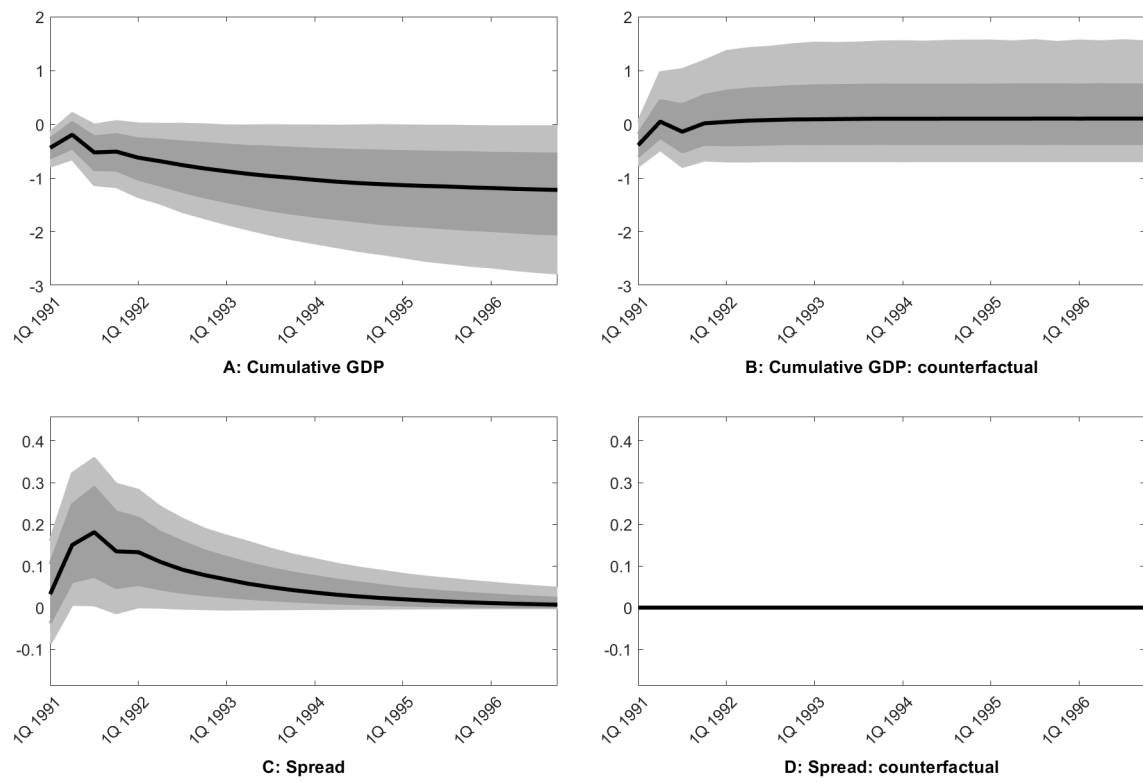 2
1
0
-1
-2
-3
1Q 1991
1Q 1992
1Q 1993
1Q 1994
1Q 1995
1Q 1996
A: Cumulative GDP
2
1
0
-1
-2
-3
1Q 1991
1Q 1992
1Q 1993
1Q 1994
1Q 1995
1Q 1996
B: Cumulative GDP: counterfactual
0.4
0.3
0.2
0.1
0
-0.1
1Q 1991
1Q 1992
1Q 1993
1Q 1994
1Q 1995
1Q 1996
C: Spread
0.4
0.3
0.2
0.1
0
-0.1
1Q 1991
1Q 1992
1Q 1993
1Q 1994
1Q 1995
1Q 1996
D: Spread: counterfactual